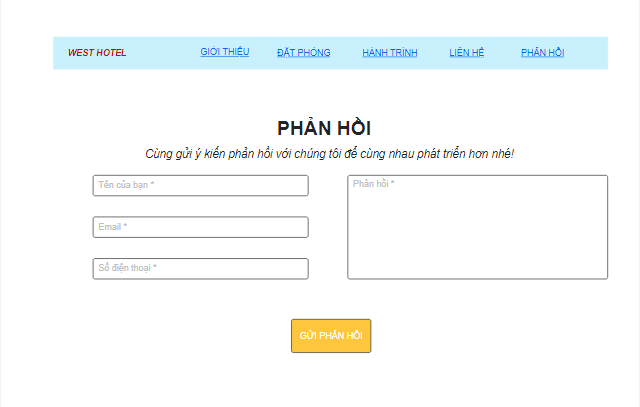 WEST HOTEL GIỚI THIỆU ĐẶT PHÒNG HÀNH TRÌNH LIÊN HỆ PHẢN HỒI
PHẢN HỒI
Cùng gửi ý kiến phản hồi với chúng tôi để cùng nhau phát triển hơn nhé!
Tên của bạn *
Email *
Số điện thoại *
Phản hồi *
GỬI PHẢN HỒI